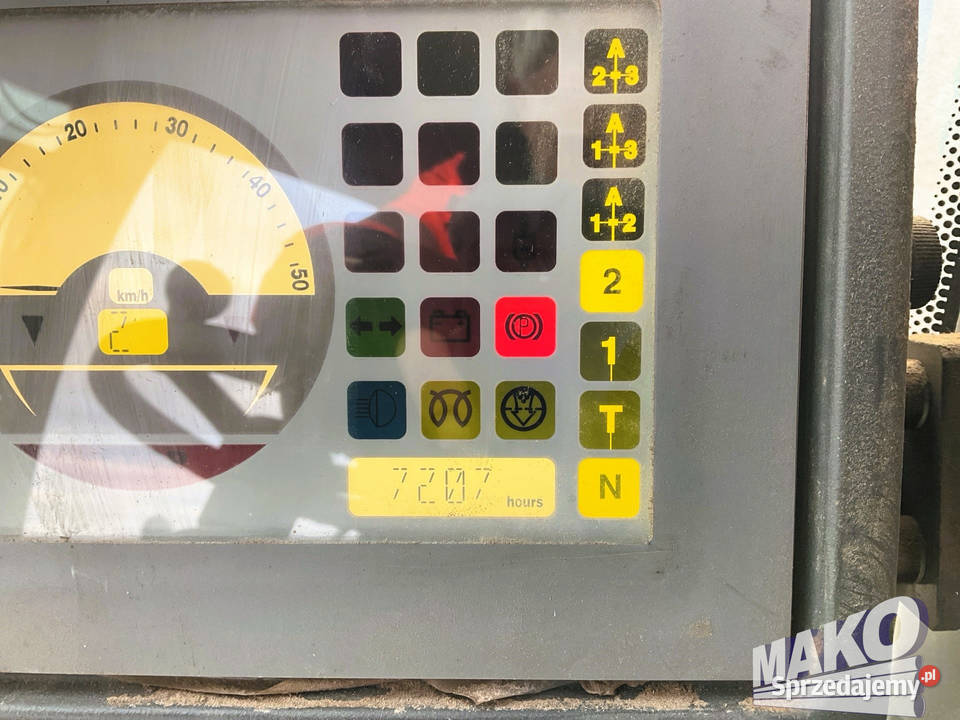 A
2+3
20 30
A
1+3
40
A
1+2
50
2
km/h
P
1
T
7207 hours
N
MAKO
Sprzedajemy.pl